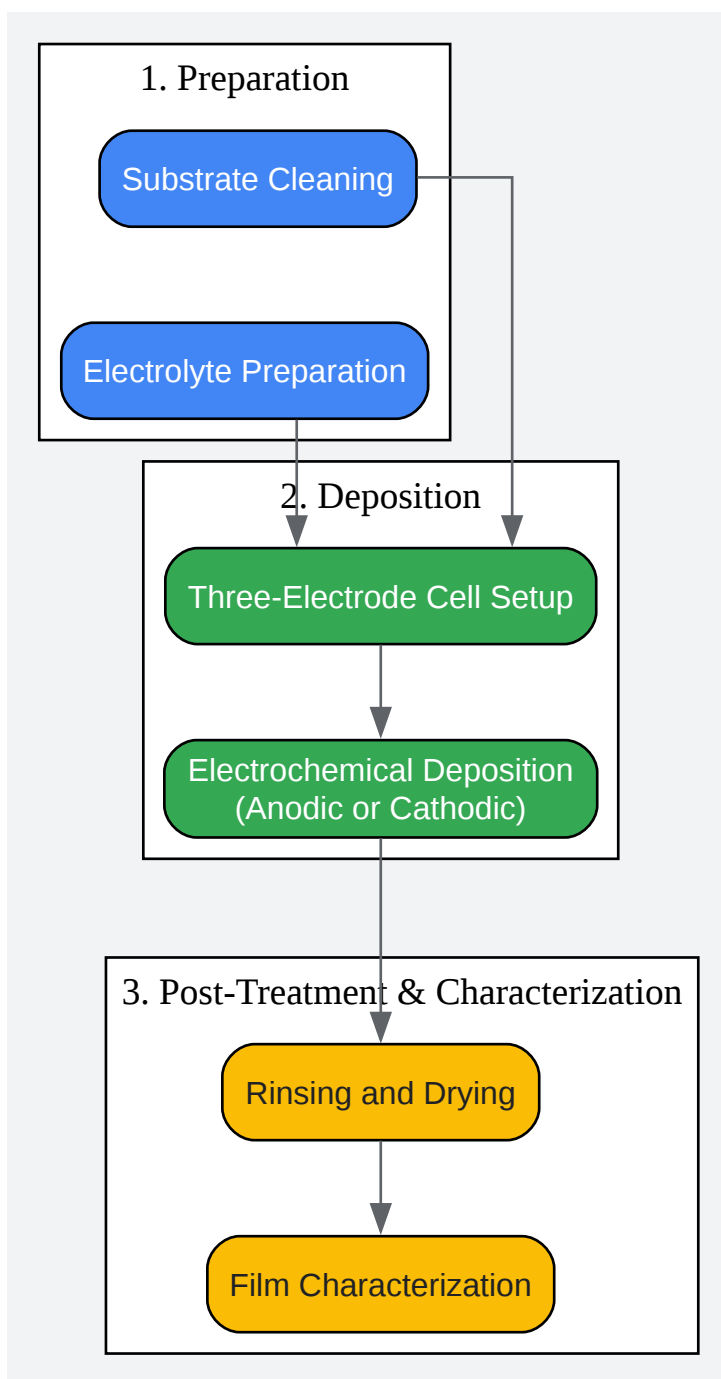 1. Preparation
Substrate Cleaning
Electrolyte Preparation
2. Deposition
Three-Electrode Cell Setup
Electrochemical Deposition
(Anodic or Cathodic)
3. Post-Treatment & Characterization
Rinsing and Drying
Film Characterization